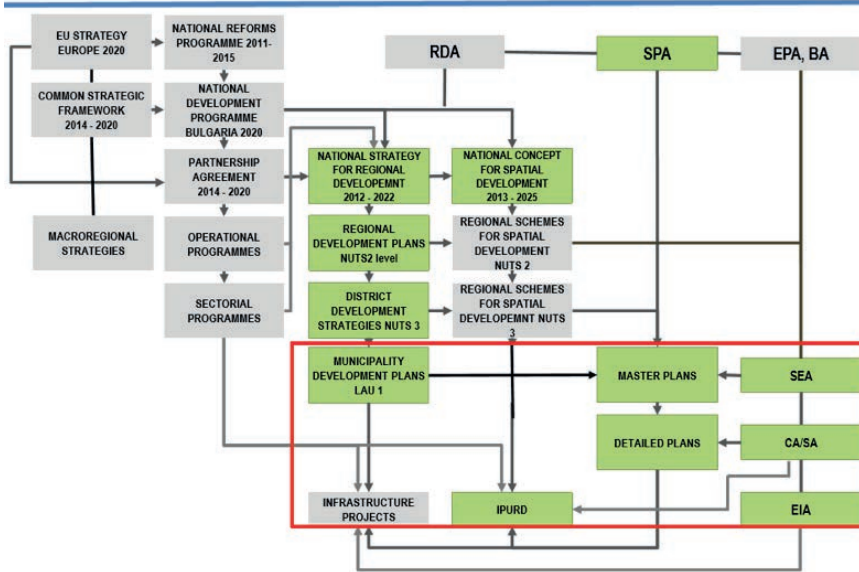 EU STRATEGY
EUROPE 2020
NATIONAL REFORMS
PROGRAMME 2011-
2015
RDA
SPA
EPA, BA
COMMON STRATEGIC
FRAMEWORK
2014 - 2020
NATIONAL
DEVELOPMENT
PROGRAMME
BULGARIA 2020
PARTNERSHIP
AGREEMENT
2014 - 2020
NATIONAL STRATEGY
FOR REGIONAL
DEVELOPEMNT
2012 - 2022
NATIONAL CONCEPT
FOR SPATIAL
DEVELOPMENT
2013 - 2025
MACROREGIONAL
STRATEGIES
OPERATIONAL
PROGRAMMES
REGIONAL
DEVELOPMENT PLANS
NUTS2 level
REGIONAL SCHEMES
FOR SPATIAL
DEVELOPMENT
NUTS 2
SECTORIAL
PROGRAMMES
DISTRICT
DEVELOPMENT
STRATEGIES NUTS 3
REGIONAL SCHEMES
FOR SPATIAL
DEVELOPEMNT NUTS
3
MUNICIPALITY
DEVELOPMENT PLANS
LAU 1
MASTER PLANS
SEA
DETAILED PLANS
CA/SA
INFRASTRUCTURE
PROJECTS
IPURD
EIA